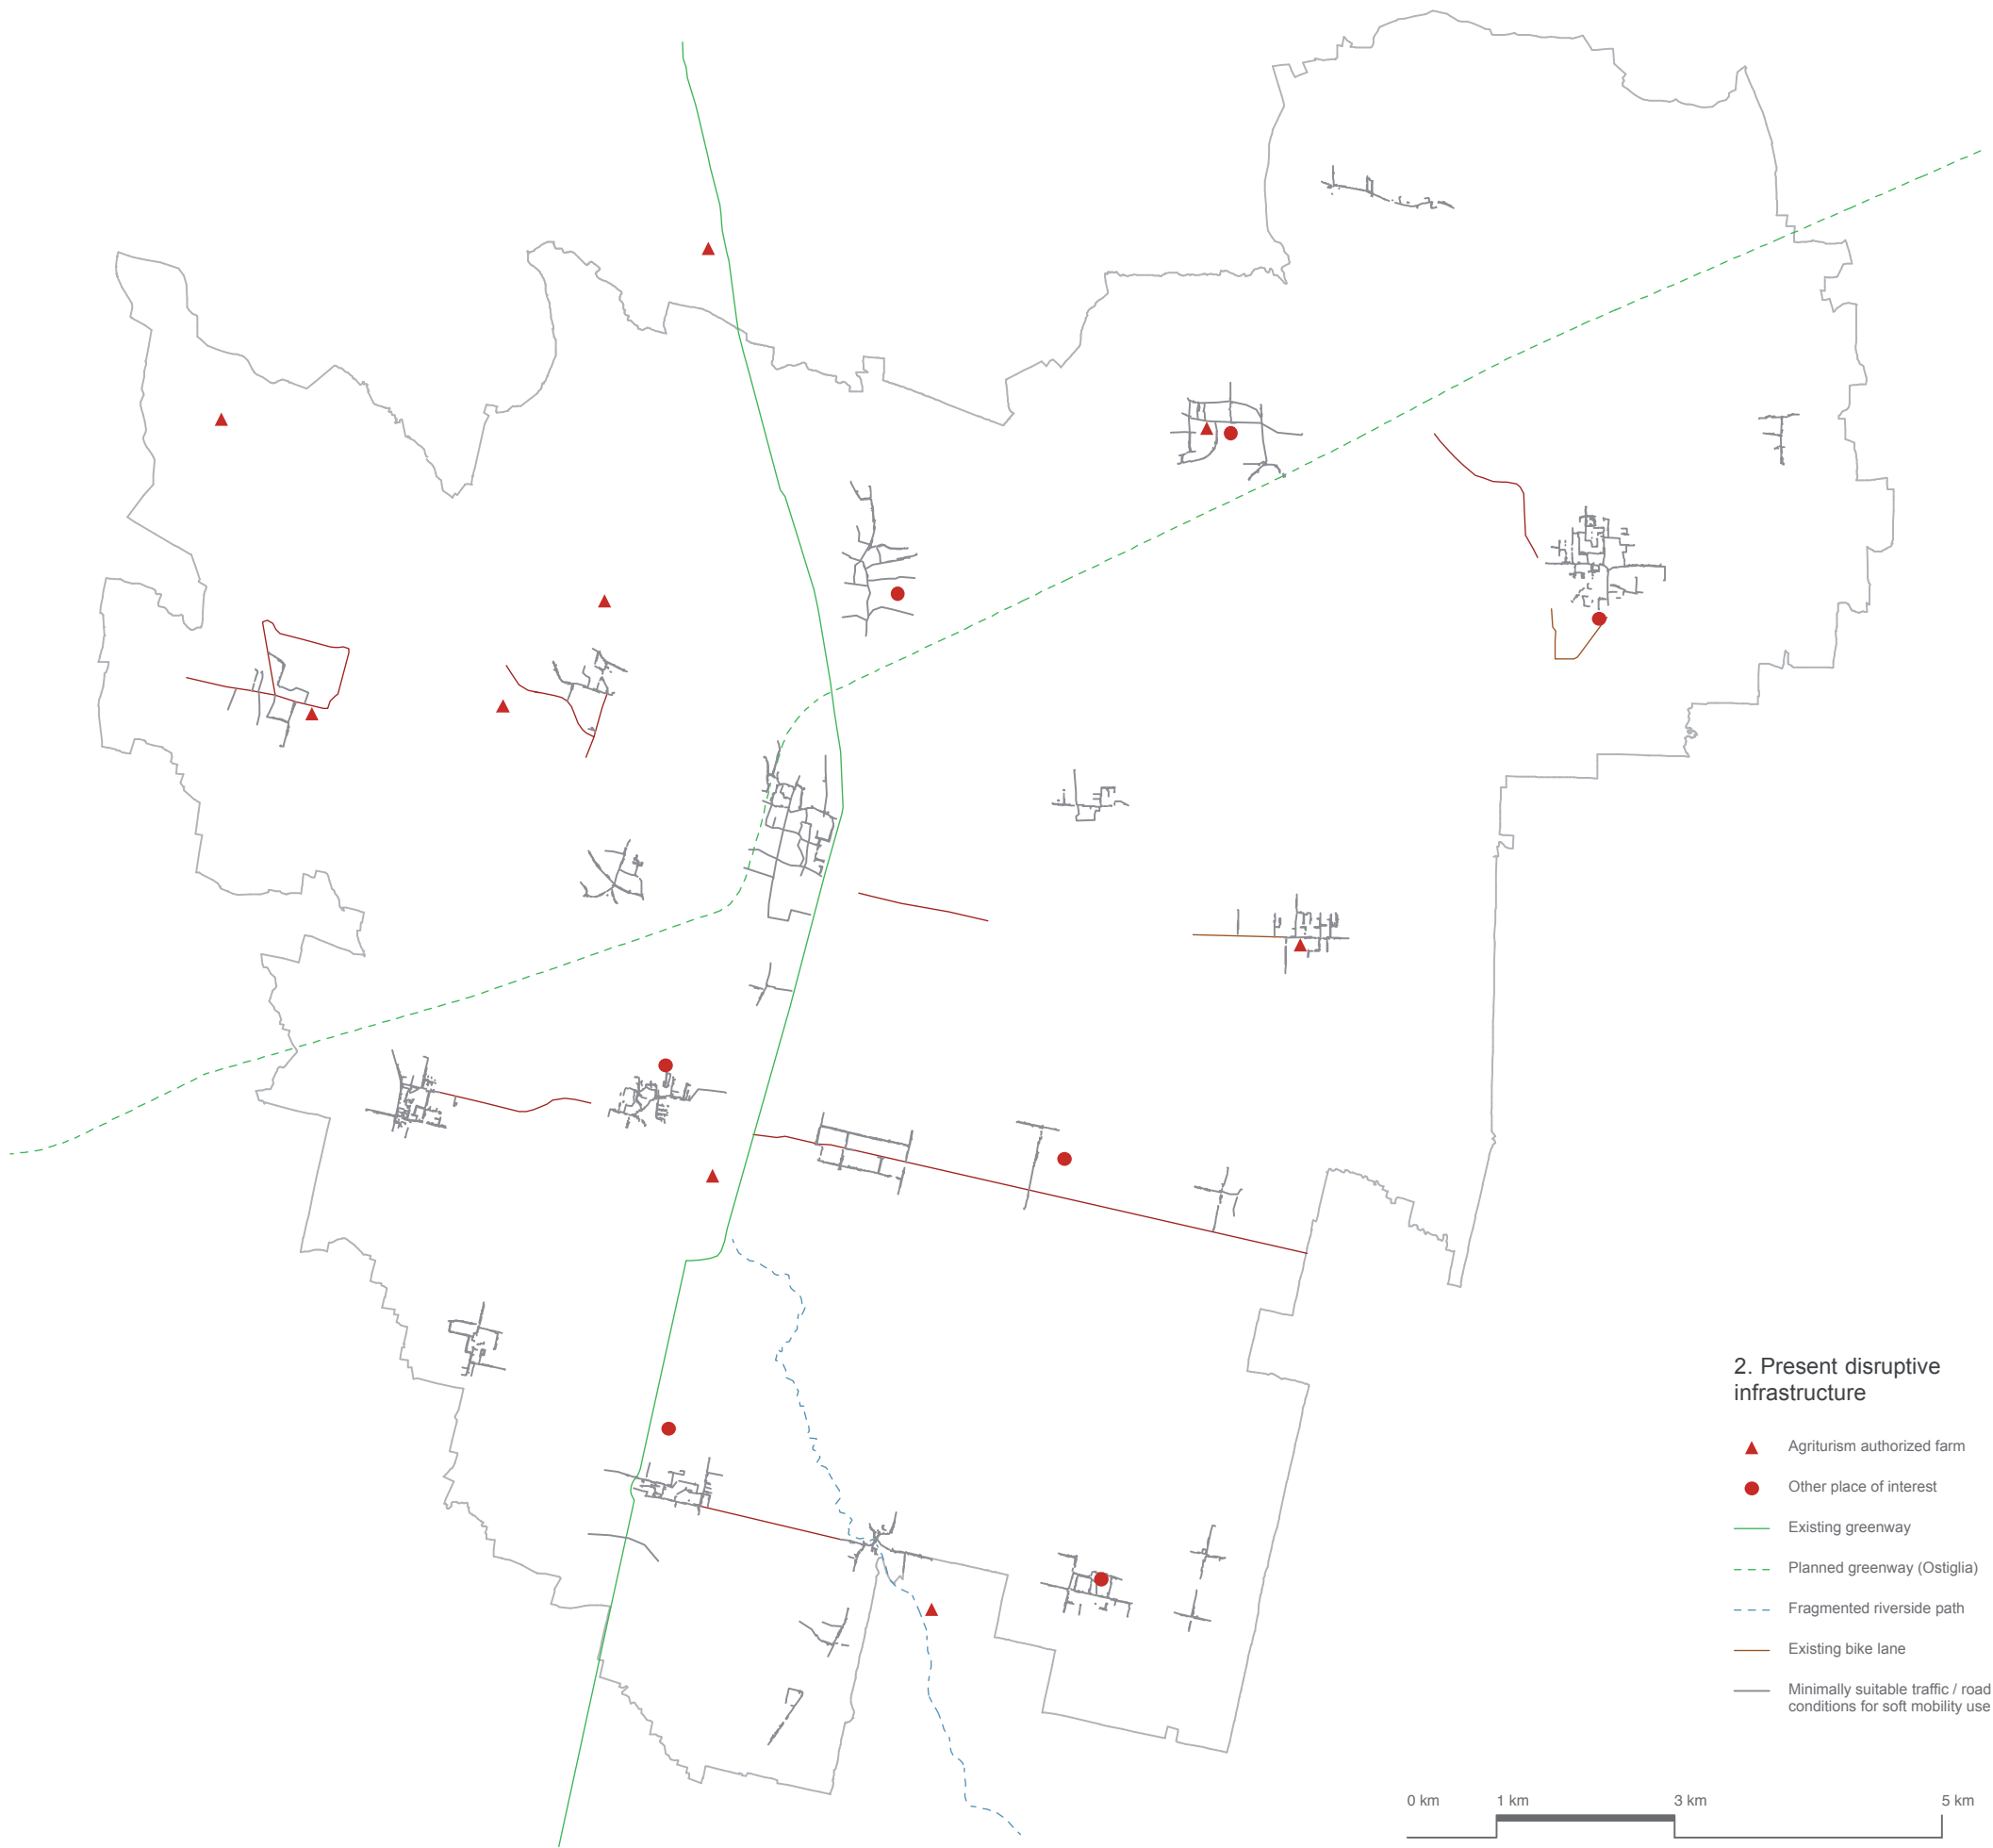 2. Present disruptive
infrastructure
Agriturism authorized farm
Other place of interest
Existing greenway
Planned greenway (Ostiglia)
Fragmented riverside path
Existing bike lane
Minimally suitable traffic / road
conditions for soft mobility use
0 km 1 km 3 km 5 km